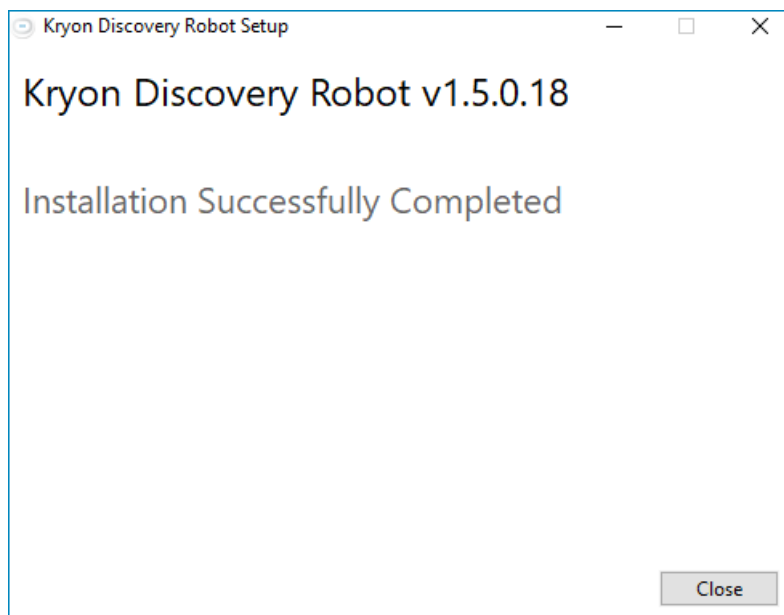 Kryon Discovery Robot Setup
Kryon Discovery Robot v1.5.0.18
Installation Successfully Completed
Close